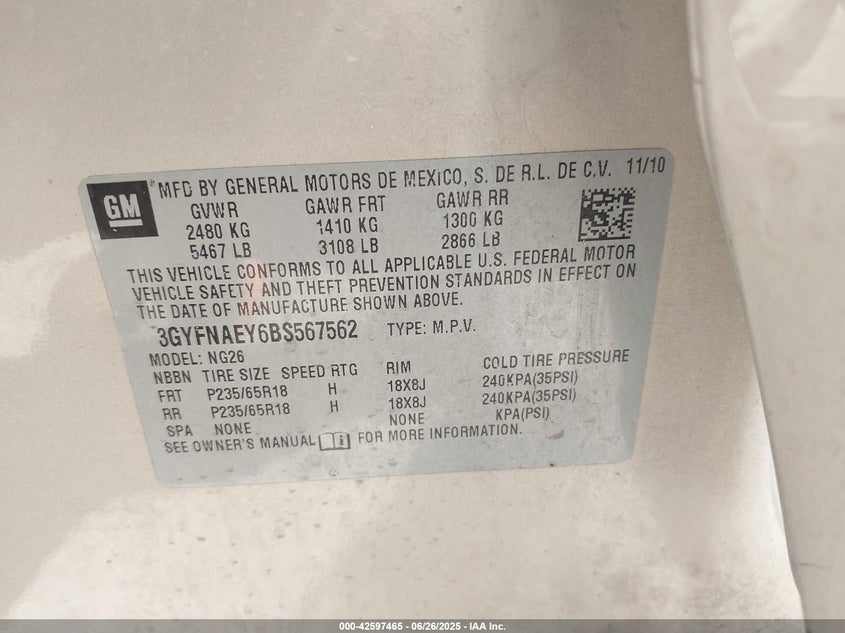 GM
MFD BY GENERAL MOTORS DE MEXICO, S. DE R.L. DE C.V. 11/10
GVWR GAWR FRT GAWR RR
2480 KG 1410 KG 1300 KG
5467 LB 3108 LB 2866 LB
THIS VEHICLE CONFORMS TO ALL APPLICABLE U.S. FEDERAL MOTOR
VEHICLE SAFETY AND THEFT PREVENTION STANDARDS IN EFFECT ON
THE DATE OF MANUFACTURE SHOWN ABOVE.
*3GYFNAEY6BS567562 TYPE: M.P.V.
MODEL: NG26
NBBN TIRE SIZE SPEED RTG RIM COLD TIRE PRESSURE
FRT P235/65R18 H 18X8J 240KPA(35PSI)
RR P235/65R18 H 18X8J 240KPA(35PSI)
SPA NONE NONE KPA(PSI)
SEE OWNER'S MANUAL i FOR MORE INFORMATION.
000-42597465 - 06/26/2025 - IAA Inc.